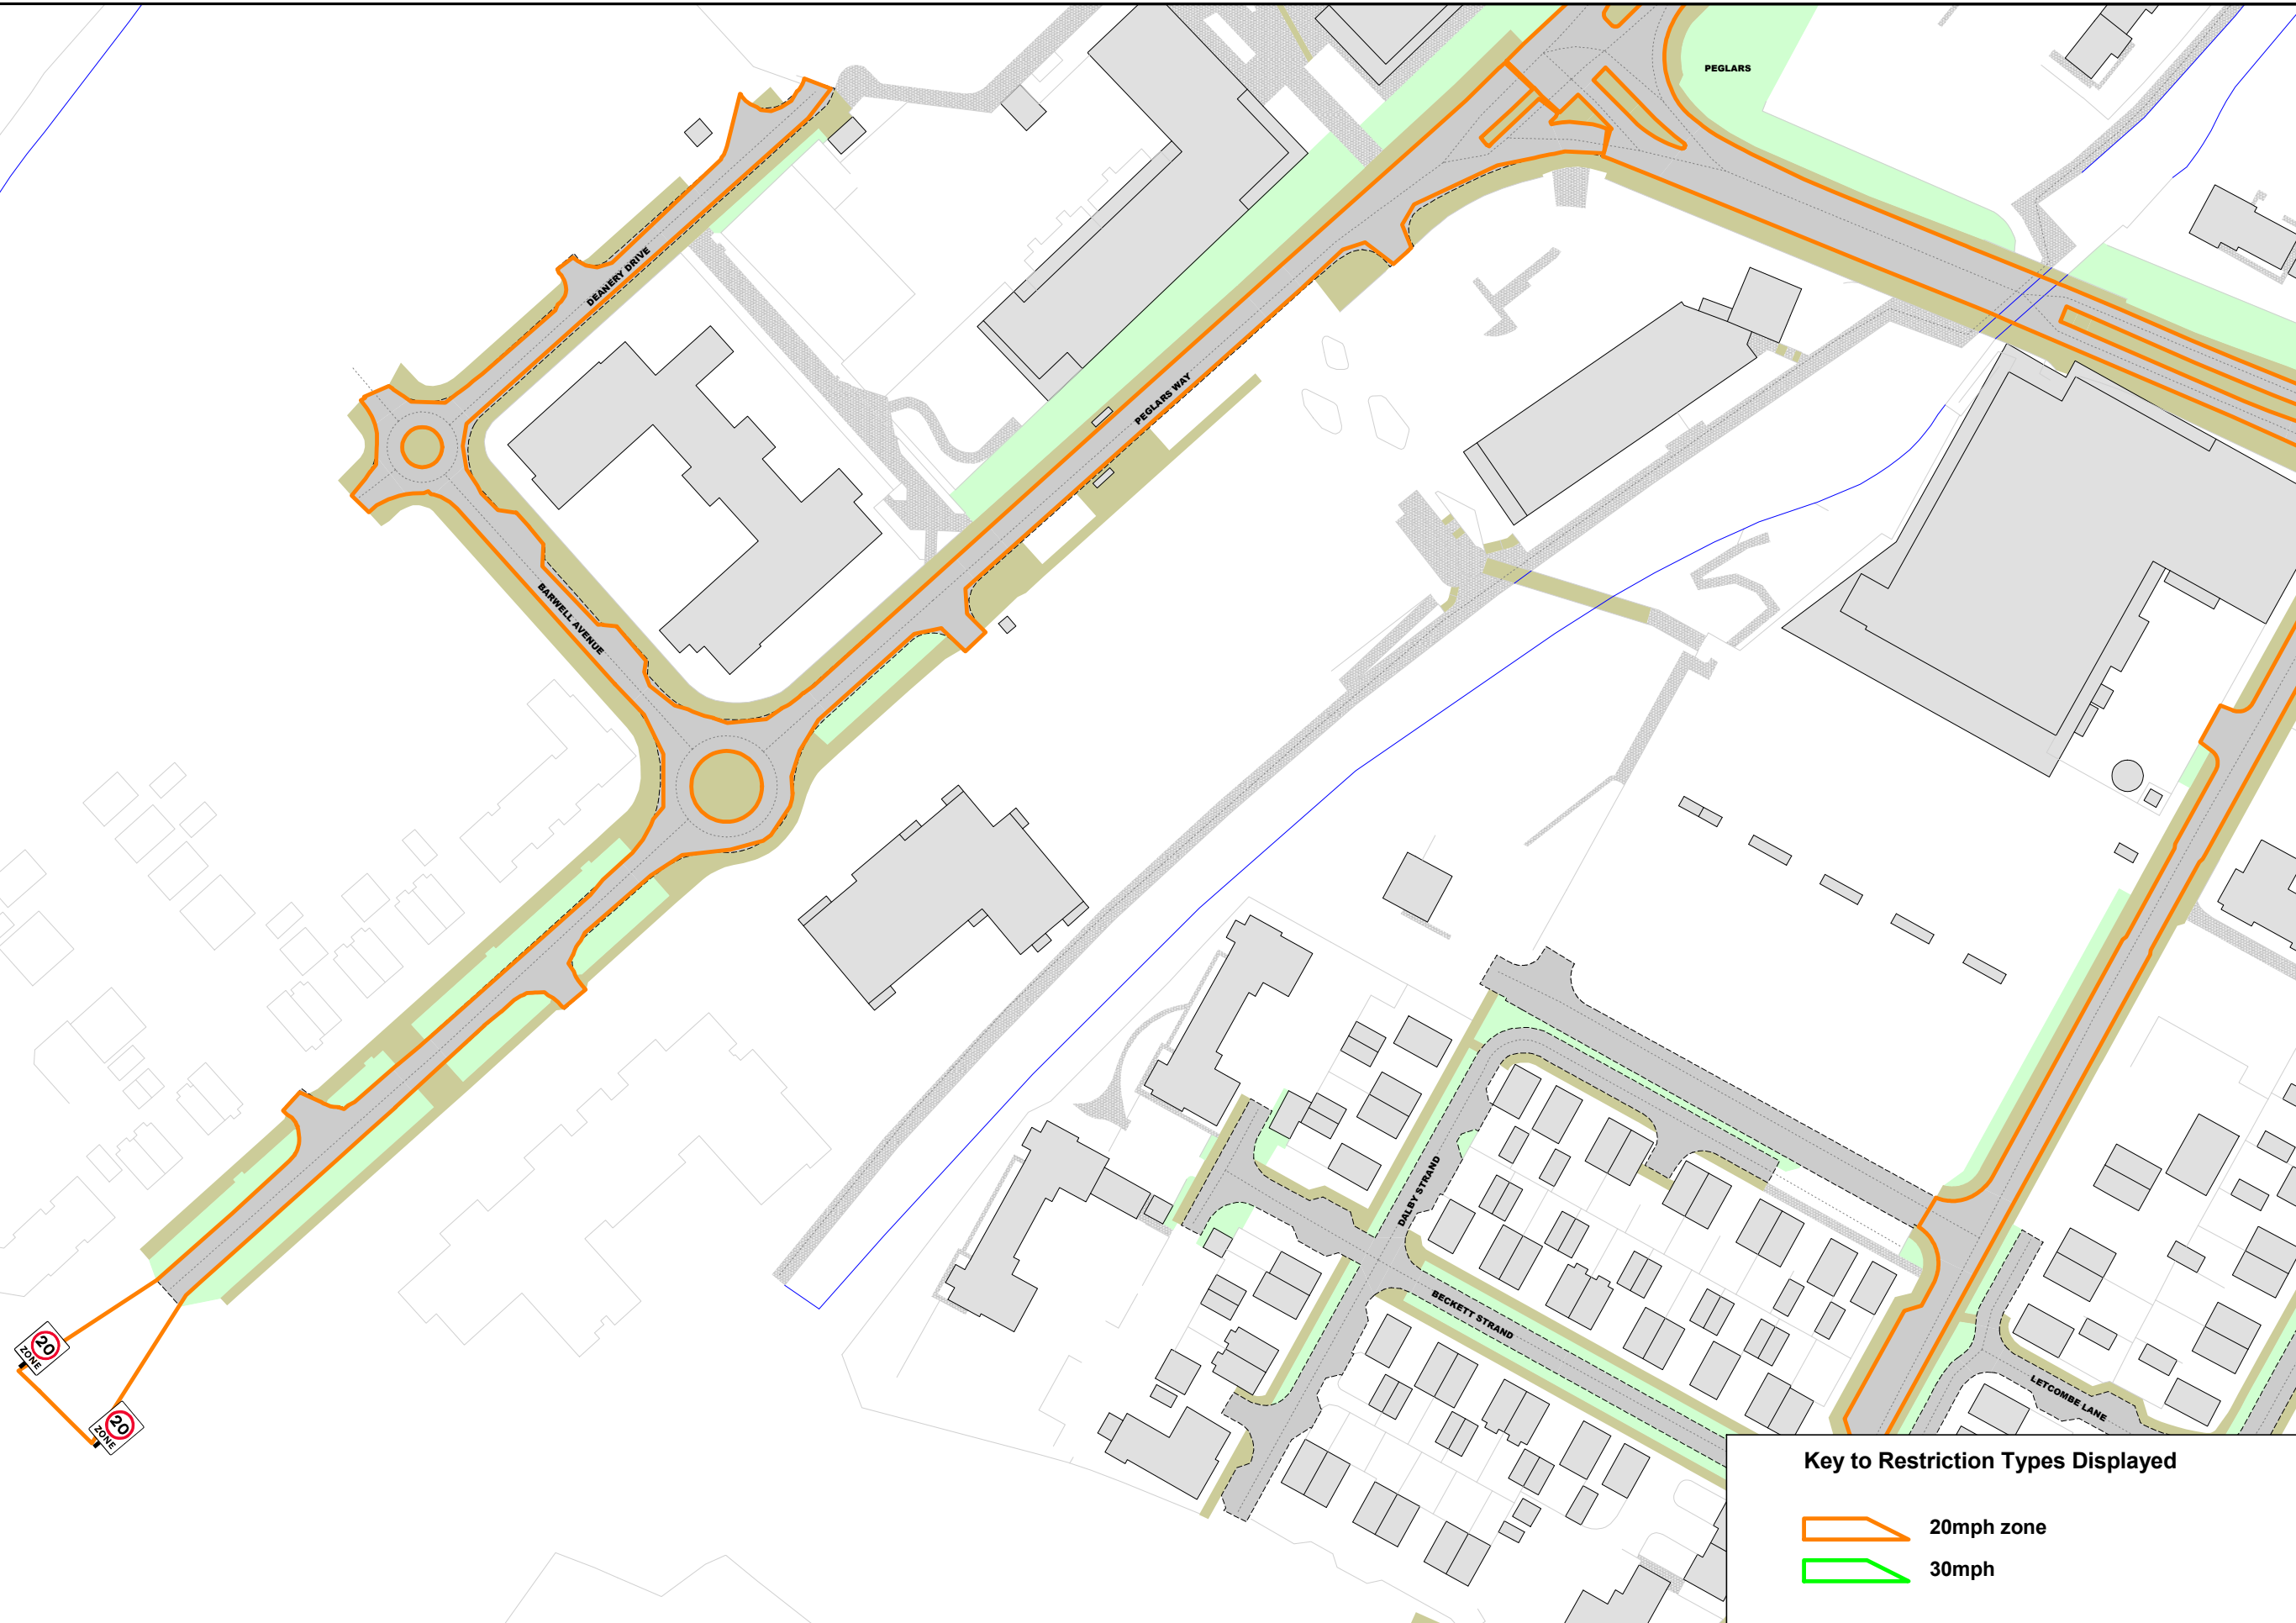 PEGLARS
DEANERY DRIVE
PEGLARS WAY
BARWELL AVENUE
DALBY STRAND
BECKETT STRAND
LETCOMBE LANE
20
ZONE
20
ZONE
Key to Restriction Types Displayed
20mph zone
30mph